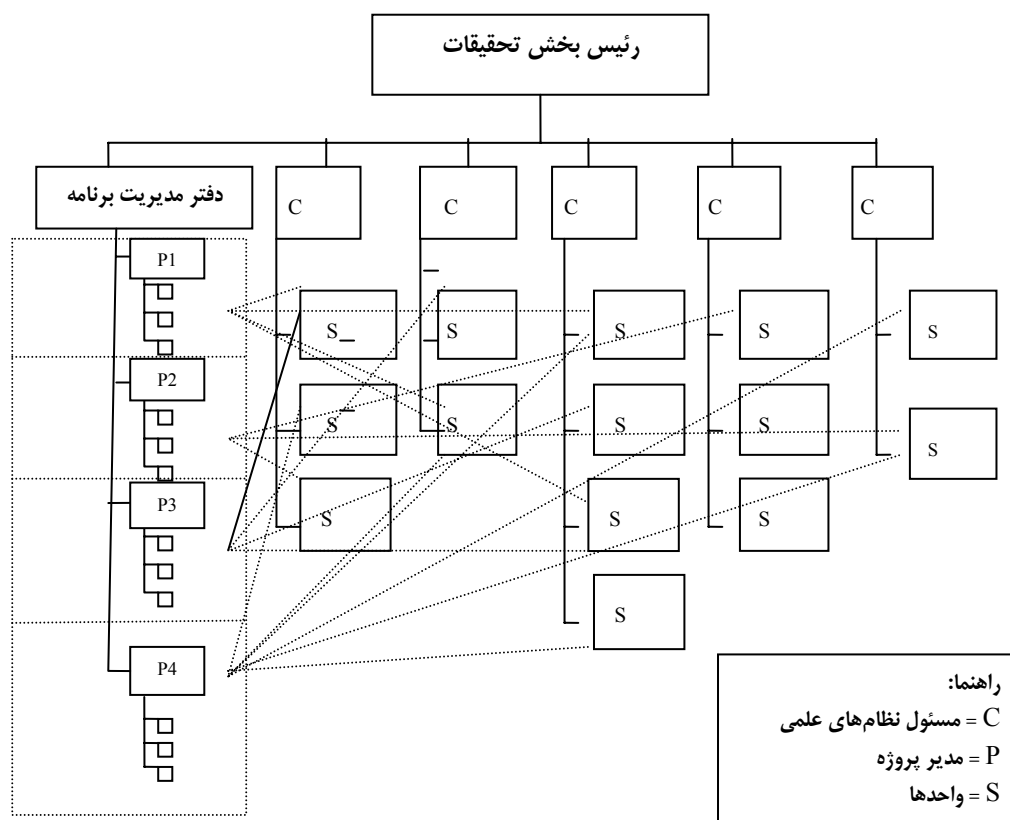 رئیس بخش تحقیقات
دفتر مدیریت برنامه
C
C
C
C
C
P1
S
S
S
S
S
P2
S
S
S
S
S
P3
S
S
S
S
P4
راهنما:
C = مسئول نظام‌های علمی
P = مدیر پروژه
S = واحدها